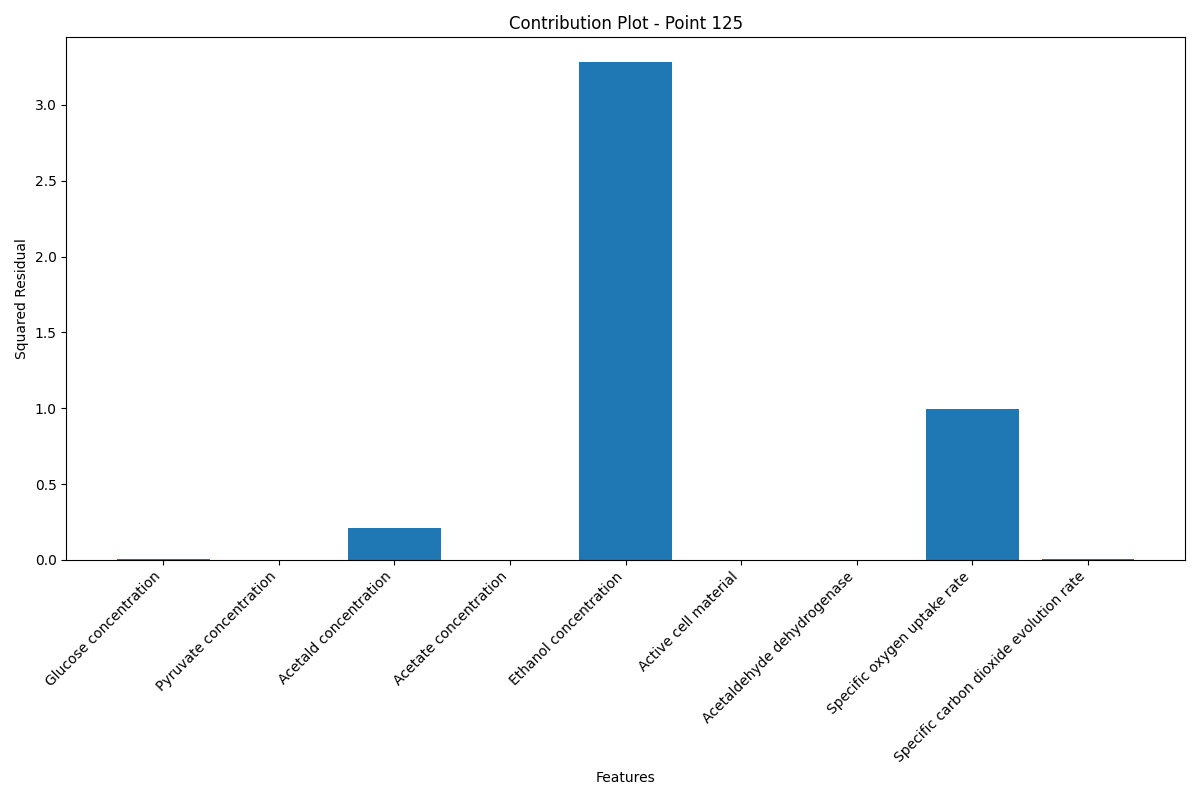 Contribution Plot - Point 125
Squared Residual
3.0
2.5
2.0
1.5
1.0
0.5
0.0
Glucose concentration
Pyruvate concentration
Acetald concentration
Acetate concentration
Ethanol concentration
Active cell material
Acetaldehyde dehydrogenase
Specific oxygen uptake rate
Specific carbon dioxide evolution rate
Features